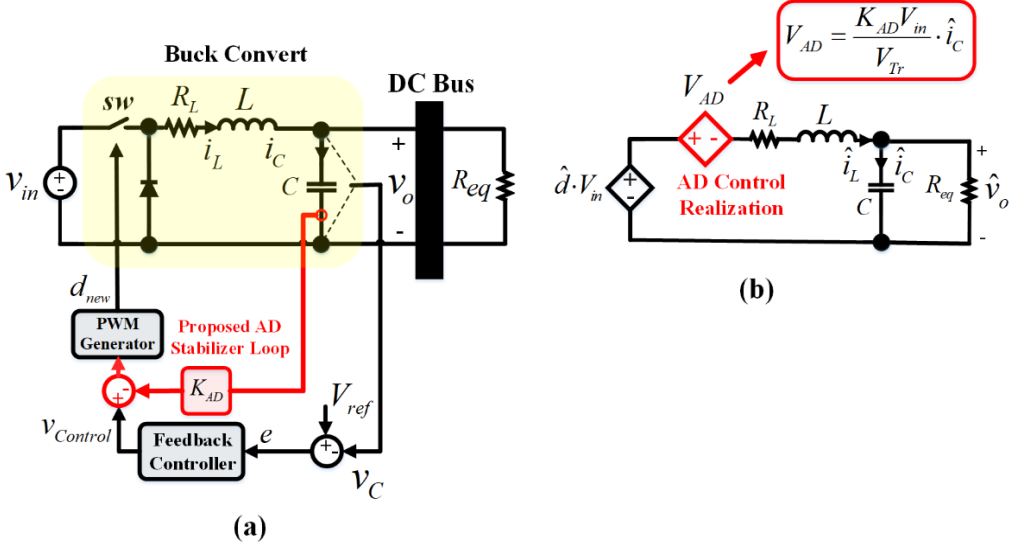 Buck Convert
DC Bus
sw
R_L
L
i_L
i_C
v_in
+
-
C
+
v_o
-
R_eq
d_new
PWM
Generator
Proposed AD
Stabilizer Loop
K_AD
-
+
v_Control
V_ref
Feedback
Controller
e
+
-
v_C
(a)
V_AD = K_AD V_in / V_Tr · î_C
V_AD
+ -
R_L
L
AD Control
Realization
î_L
î_C
d̂·V_in
+
-
C
R_eq
+
v̂_o
-
(b)